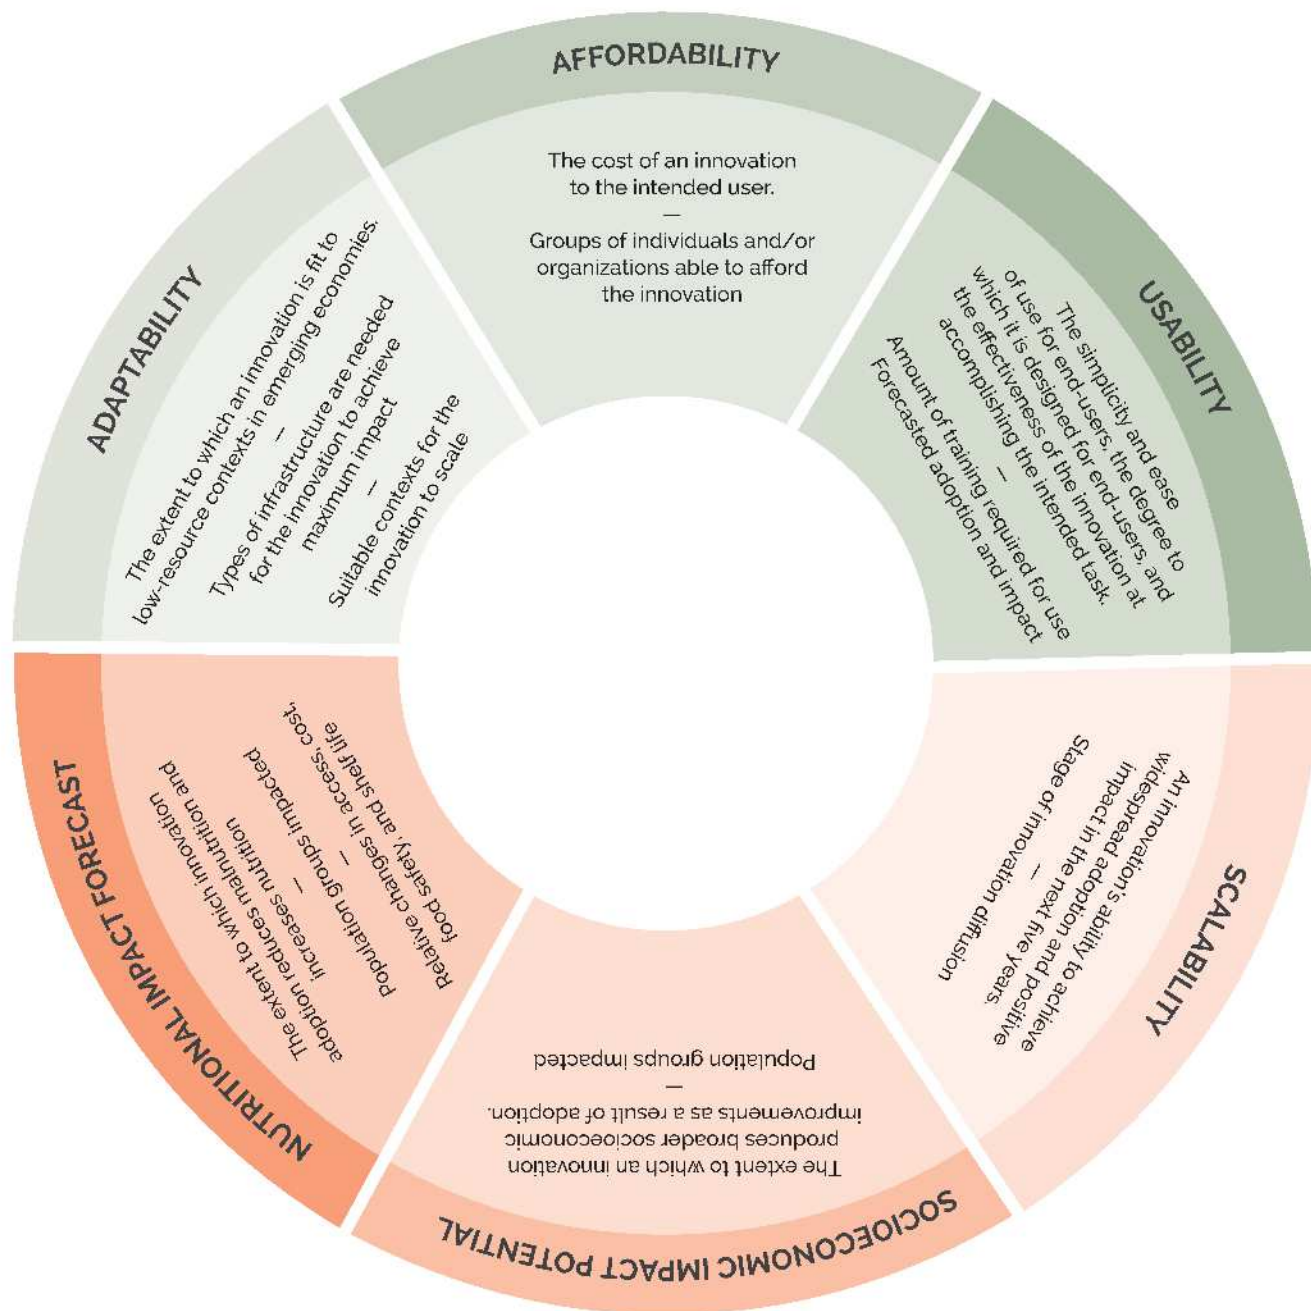 AFFORDABILITY
The cost of an innovation
to the intended user.
—
Groups of individuals and/or
organizations able to afford
the innovation
USABILITY
The simplicity and ease
of use for end-users, the degree to
which it is designed for end-users, and
the effectiveness of the innovation at
accomplishing the intended task.
—
Amount of training required for use
Forecasted adoption and impact
SCALABILITY
An innovation's ability to achieve
widespread adoption and positive
impact in the next five years.
—
Stage of innovation diffusion
SOCIOECONOMIC IMPACT POTENTIAL
The extent to which an innovation
produces broader socioeconomic
improvements as a result of adoption.
—
Population groups impacted
NUTRITIONAL IMPACT FORECAST
The extent to which innovation
adoption reduces malnutrition and
increases nutrition
—
Population groups impacted
—
Relative changes in access, cost,
food safety, and shelf life
ADAPTABILITY
The extent to which an innovation is fit to
low-resource contexts in emerging economies.
—
Types of infrastructure are needed
for the innovation to achieve
maximum impact
—
Suitable contexts for the
innovation to scale